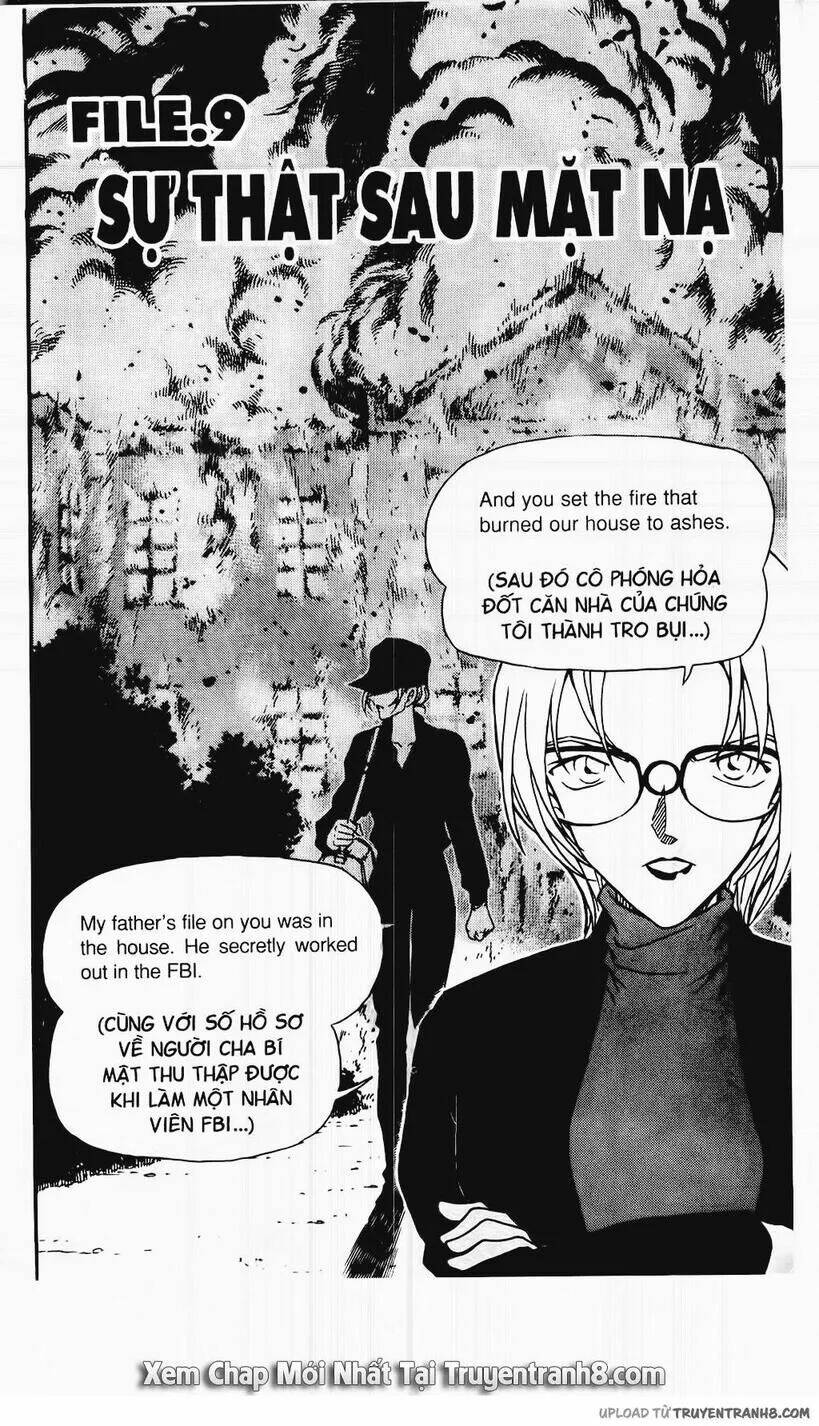 FILE.9
SỰ THẬT SAU MẶT NẠ
And you set the fire that
burned our house to ashes.
(SAU ĐÓ CÔ PHÓNG HỎA
ĐỐT CĂN NHÀ CỦA CHÚNG
TÔI THÀNH TRO BỤI...)
My father's file on you was in
the house. He secretly worked
out in the FBI.
(CÙNG VỚI SỐ HỒ SƠ
VỀ NGƯỜI CHA BÍ
MẬT THU THẬP ĐƯỢC
KHI LÀM MỘT NHÂN
VIÊN FBI...)
Xem Chap Mới Nhất Tại Truyentranh8.com
UPLOAD TỪ TRUYENTRANH8.COM